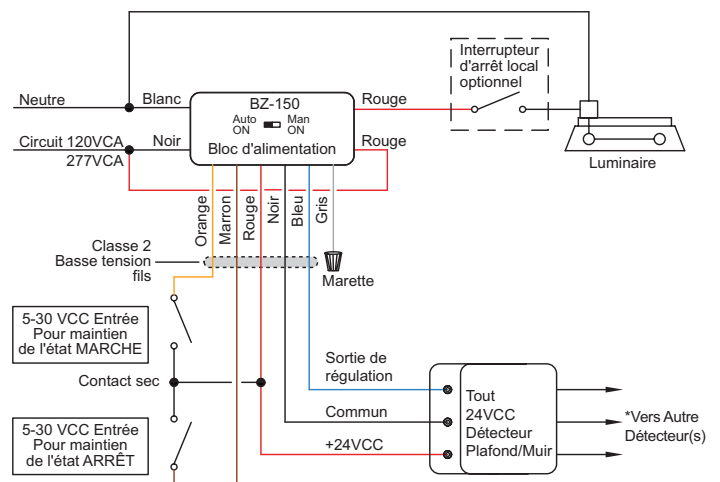 Interrupteur
d'arrêt local
optionnel
Neutre
Blanc
BZ-150
Rouge
Auto
ON
Man
ON
Circuit 120VCA
277VCA
Noir
Bloc d'alimentation
Rouge
Luminaire
Orange
Marron
Rouge
Noir
Bleu
Gris
Classe 2
Basse tension
fils
Marette
5-30 VCC Entrée
Pour maintien
de l'état MARCHE
Contact sec
5-30 VCC Entrée
Pour maintien
de l'état ARRÊT
Sortie de
régulation
Commun
+24VCC
Tout
24VCC
Détecteur
Plafond/Muir
*Vers Autre
Détecteur(s)